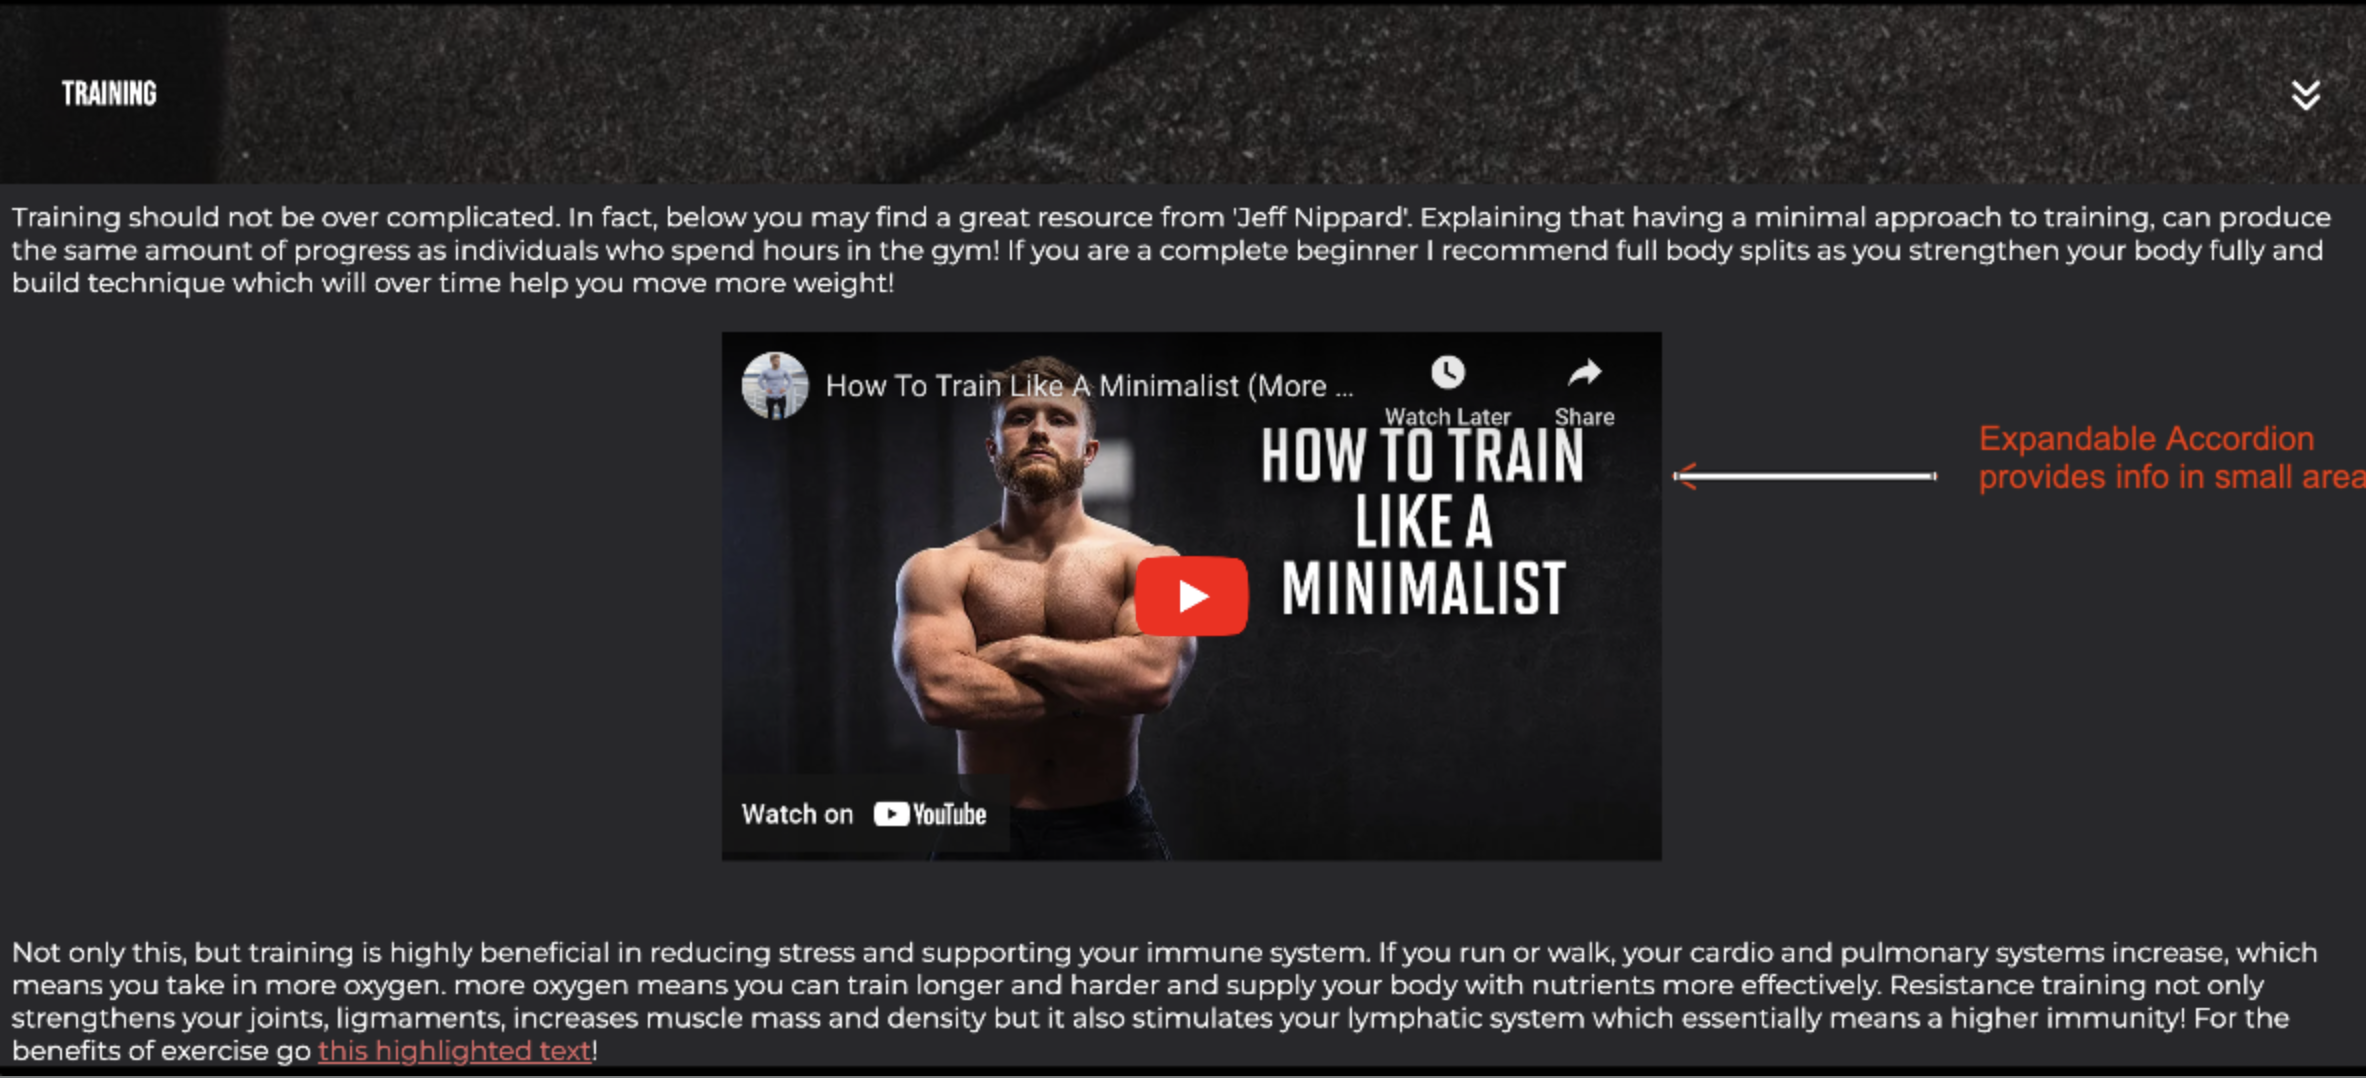 TRAINING
Training should not be over complicated. In fact, below you may find a great resource from 'Jeff Nippard'. Explaining that having a minimal approach to training, can produce
the same amount of progress as individuals who spend hours in the gym! If you are a complete beginner I recommend full body splits as you strengthen your body fully and
build technique which will over time help you move more weight!
How To Train Like A Minimalist (More ...
Watch Later
Share
HOW TO TRAIN
LIKE A
MINIMALIST
Expandable Accordion
provides info in small area
Watch on YouTube
Not only this, but training is highly beneficial in reducing stress and supporting your immune system. If you run or walk, your cardio and pulmonary systems increase, which
means you take in more oxygen. more oxygen means you can train longer and harder and supply your body with nutrients more effectively. Resistance training not only
strengthens your joints, ligmaments, increases muscle mass and density but it also stimulates your lymphatic system which essentially means a higher immunity! For the
benefits of exercise go this highlighted text!